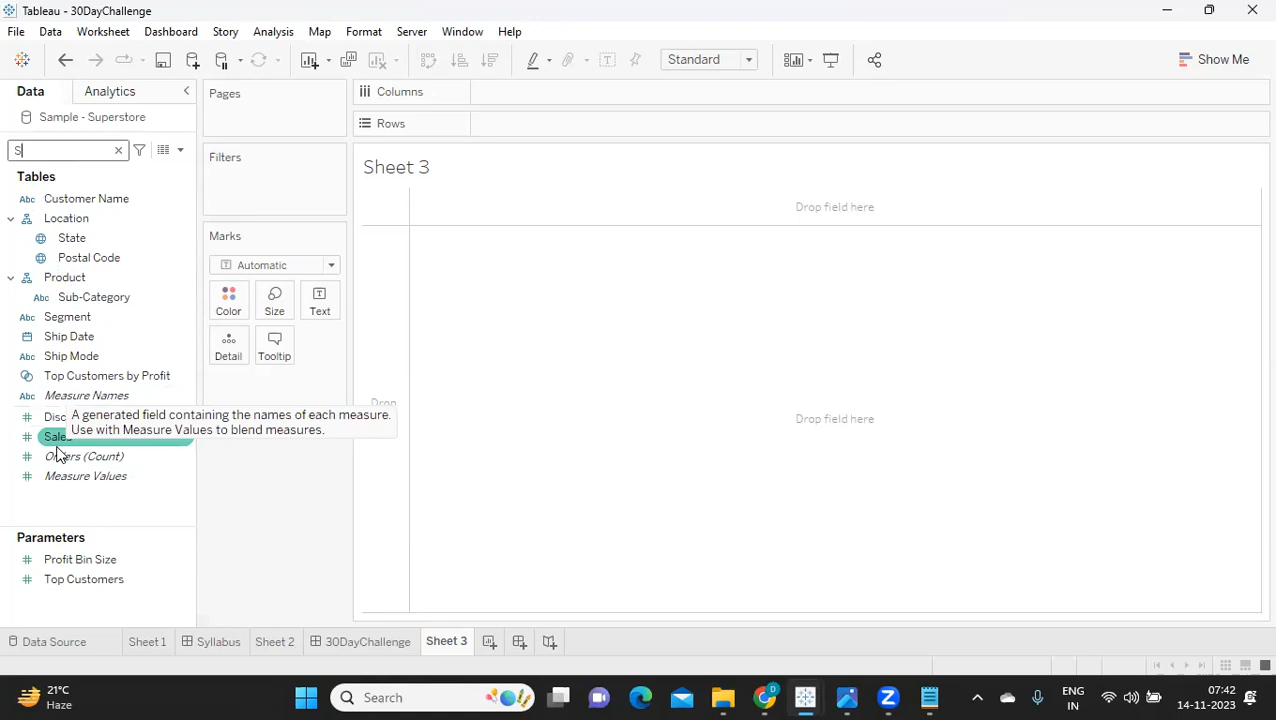 Tableau - 30DayChallenge
File Data Worksheet Dashboard Story Analysis Map Format Server Window Help
Standard
Show Me
Data Analytics
Pages
Columns
Sample - Superstore
Rows
S
Filters
Sheet 3
Tables
Customer Name
Location
State
Postal Code
Product
Sub-Category
Segment
Ship Date
Ship Mode
Top Customers by Profit
Measure Names
Sales
Orders (Count)
Measure Values
A generated field containing the names of each measure.
Use with Measure Values to blend measures.
Parameters
Profit Bin Size
Top Customers
Marks
Automatic
Color Size Text
Detail Tooltip
Drop field here
Drop
Drop field here
Data Source Sheet 1 Syllabus Sheet 2 30DayChallenge Sheet 3
21°C
Haze
Search
ENG
IN
07:42
14-11-2023